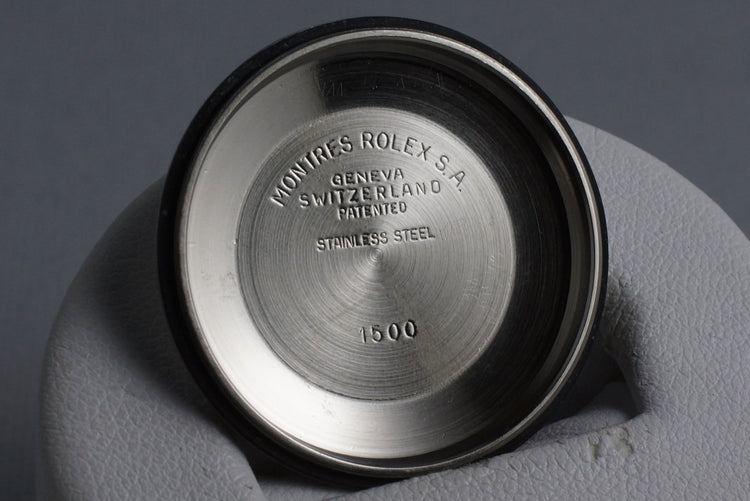 MONTRES ROLEX S.A.
GENEVA
SWITZERLAND
PATENTED
STAINLESS STEEL
1500